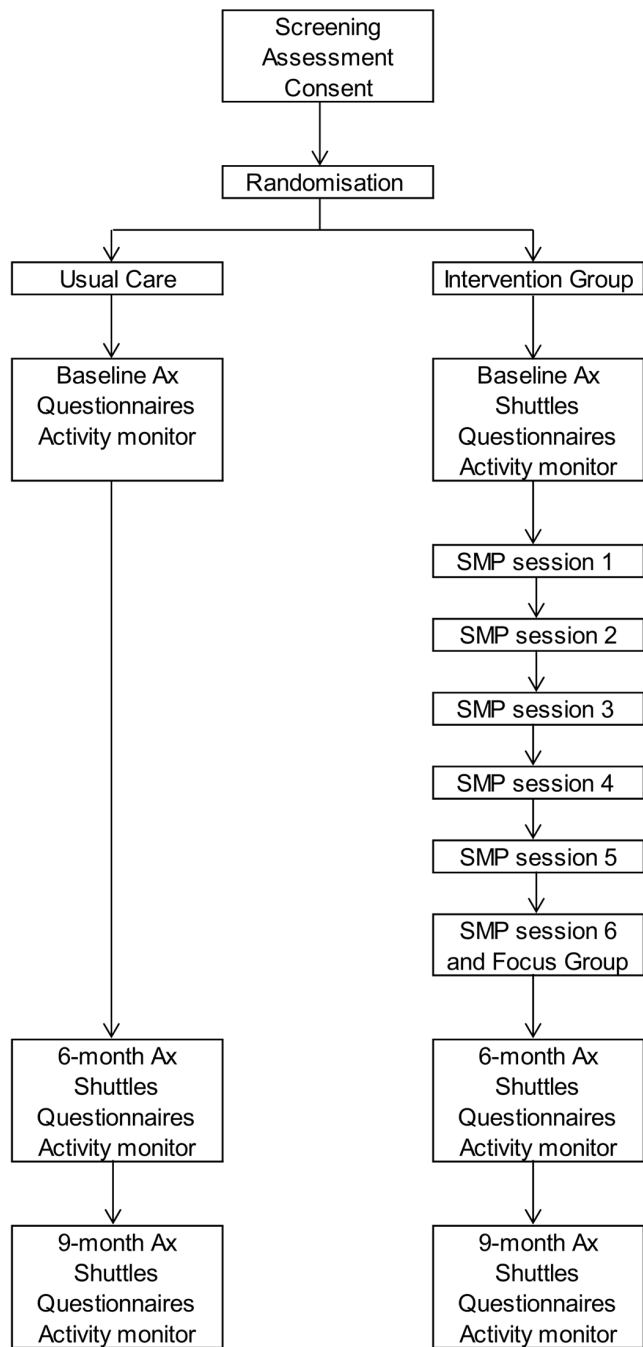 Screening
Assessment
Consent
Randomisation
Usual Care
Intervention Group
Baseline Ax
Questionnaires
Activity monitor
Baseline Ax
Shuttles
Questionnaires
Activity monitor
SMP session 1
SMP session 2
SMP session 3
SMP session 4
SMP session 5
SMP session 6
and Focus Group
6-month Ax
Shuttles
Questionnaires
Activity monitor
6-month Ax
Shuttles
Questionnaires
Activity monitor
9-month Ax
Shuttles
Questionnaires
Activity monitor
9-month Ax
Shuttles
Questionnaires
Activity monitor